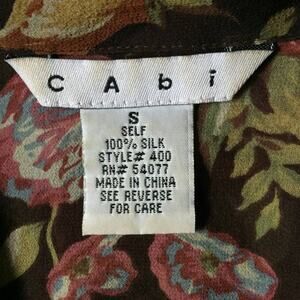 CAbi
S
SELF
100% SILK
STYLE# 400
RN# 54077
MADE IN CHINA
SEE REVERSE
FOR CARE